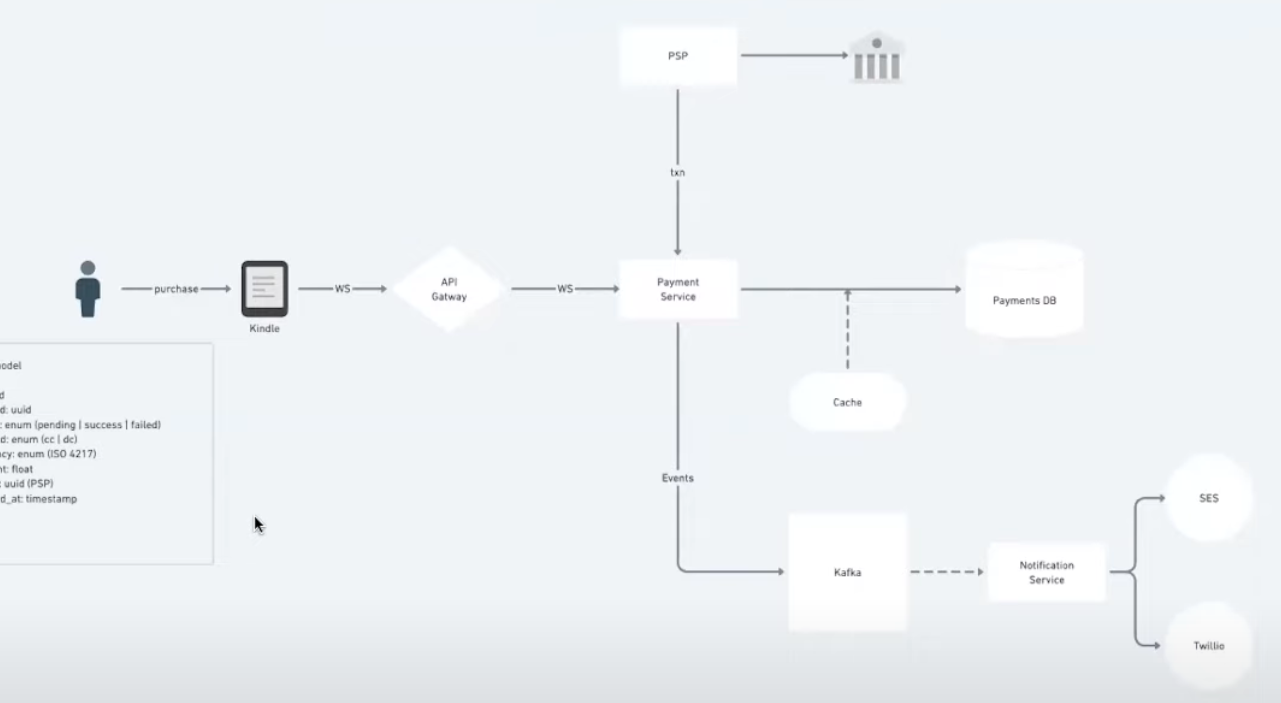 PSP
txn
purchase
Kindle
WS
API
Gatway
WS
Payment
Service
Payments DB
Cache
Events
Kafka
Notification
Service
SES
Twillio
odel
d
d: uuid
: enum (pending | success | failed)
d: enum (cc | dc)
cy: enum (ISO 4217)
t: float
: uuid (PSP)
d_at: timestamp